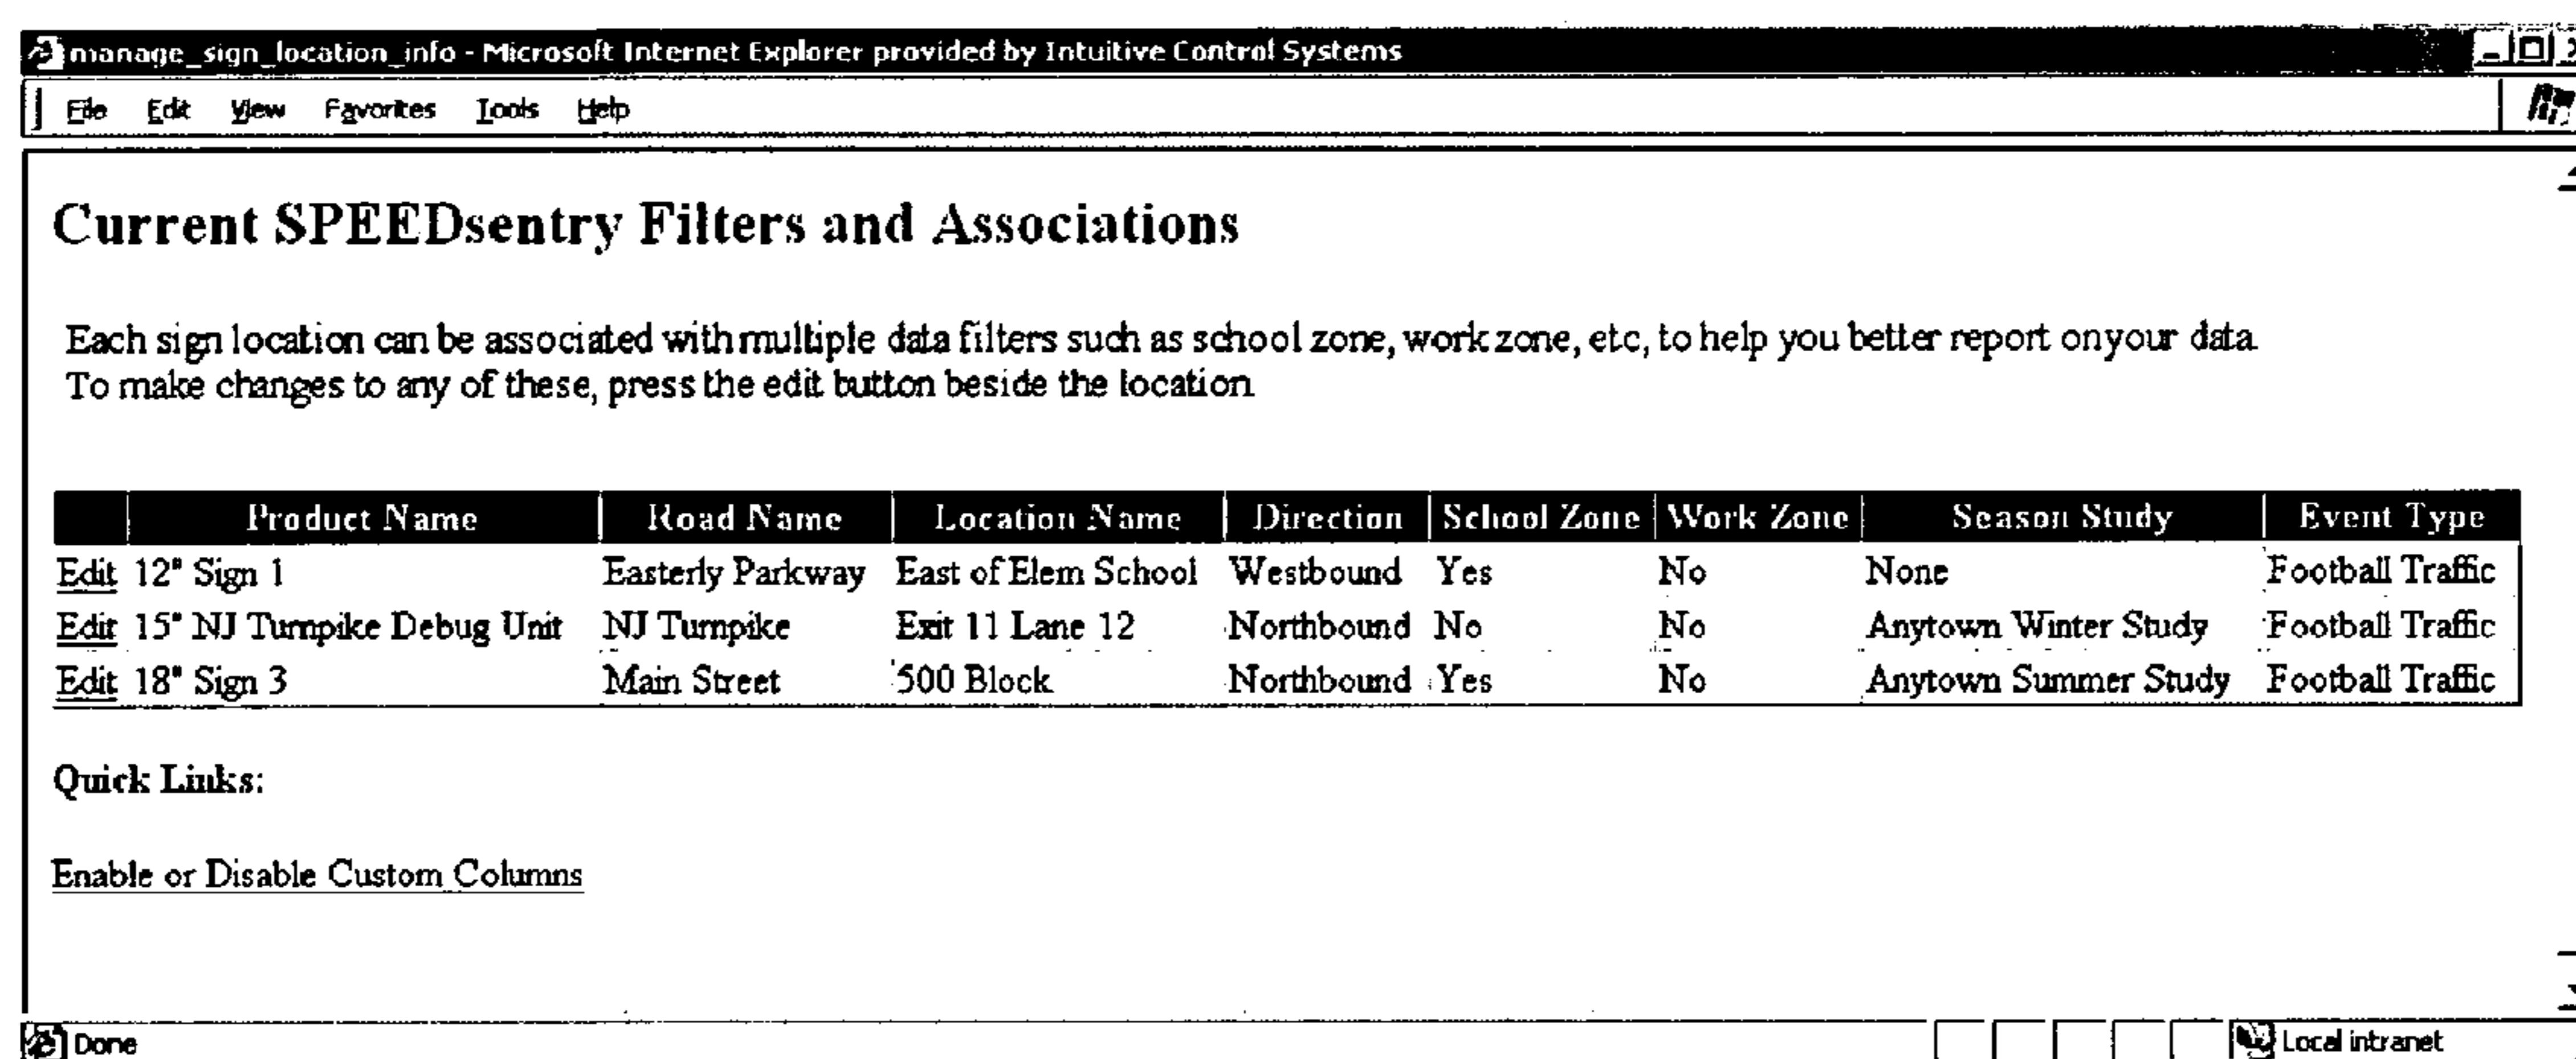 manage_sign_location_info - Microsoft Internet Explorer provided by Intuitive Control Systems
File Edit View Favorites Tools Help
Current SPEEDsentry Filters and Associations
Each sign location can be associated with multiple data filters such as school zone, work zone, etc, to help you better report on your data
To make changes to any of these, press the edit button beside the location
Product Name Road Name Location Name Direction School Zone Work Zone Season Study Event Type
Edit 12" Sign 1 Easterly Parkway East of Elem School Westbound Yes No None Football Traffic
Edit 15" NJ Turnpike Debug Unit NJ Turnpike Exit 11 Lane 12 Northbound No No Anytown Winter Study Football Traffic
Edit 18" Sign 3 Main Street 500 Block Northbound Yes No Anytown Summer Study Football Traffic
Quick Links:
Enable or Disable Custom Columns
Done Local intranet